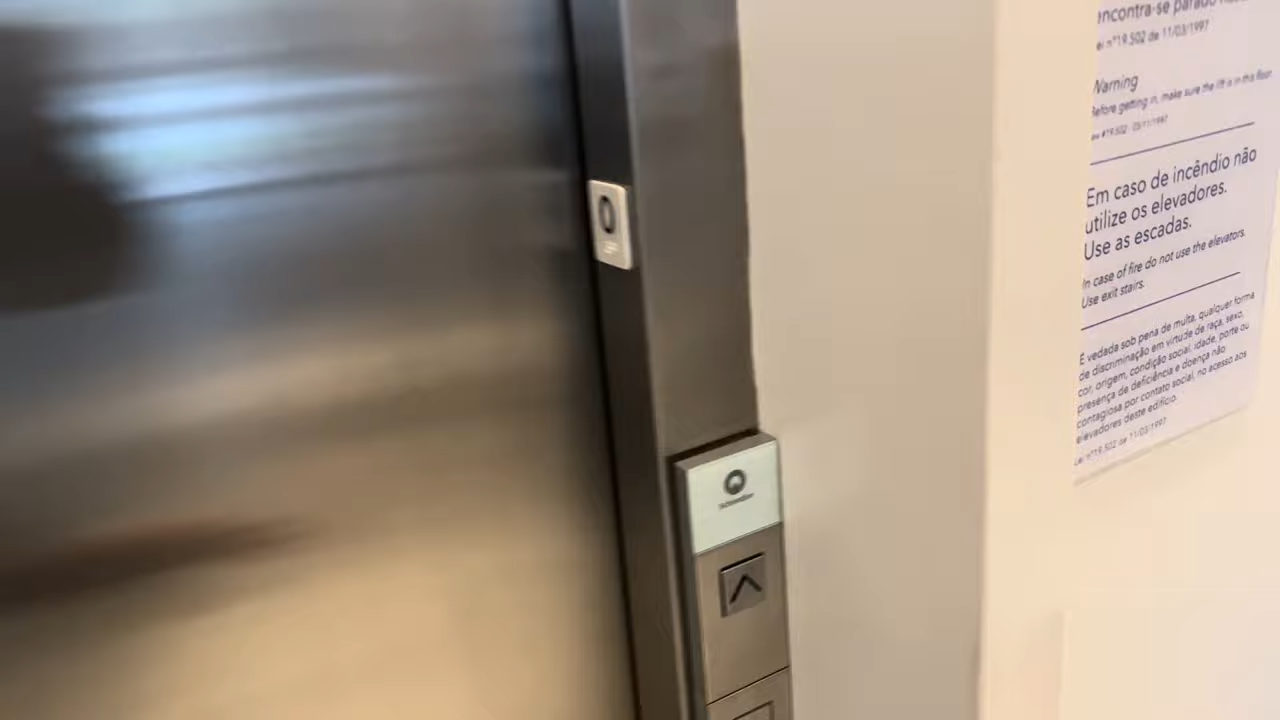 0
encontra-se parado
Lei nº19.502 de 11/03/1997
Warning
Before getting in, make sure the lift is in this floor.
Em caso de incêndio não
utilize os elevadores.
Use as escadas.
In case of fire do not use the elevators.
Use exit stairs.
É vedada sob pena de multa, qualquer forma
de discriminação em virtude de raça, sexo,
cor, origem, condição social, idade, porte ou
presença de deficiência e doença não
contagiosa por contato social, no acesso aos
elevadores deste edifício.
Lei nº19.502 de 11/03/1997